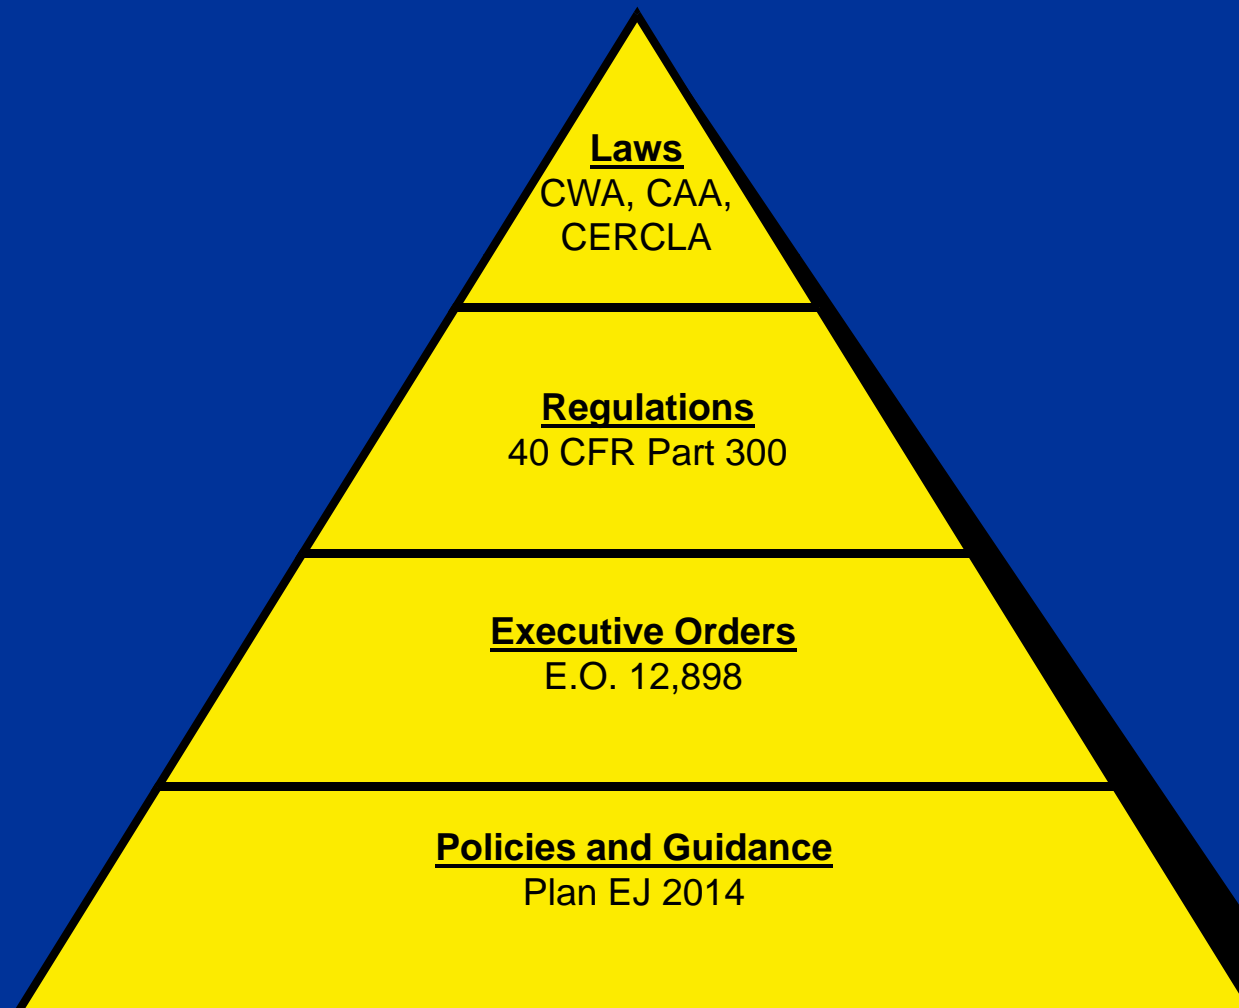 Laws
CWA, CAA,
CERCLA
Regulations
40 CFR Part 300
Executive Orders
E.O. 12,898
Policies and Guidance
Plan EJ 2014